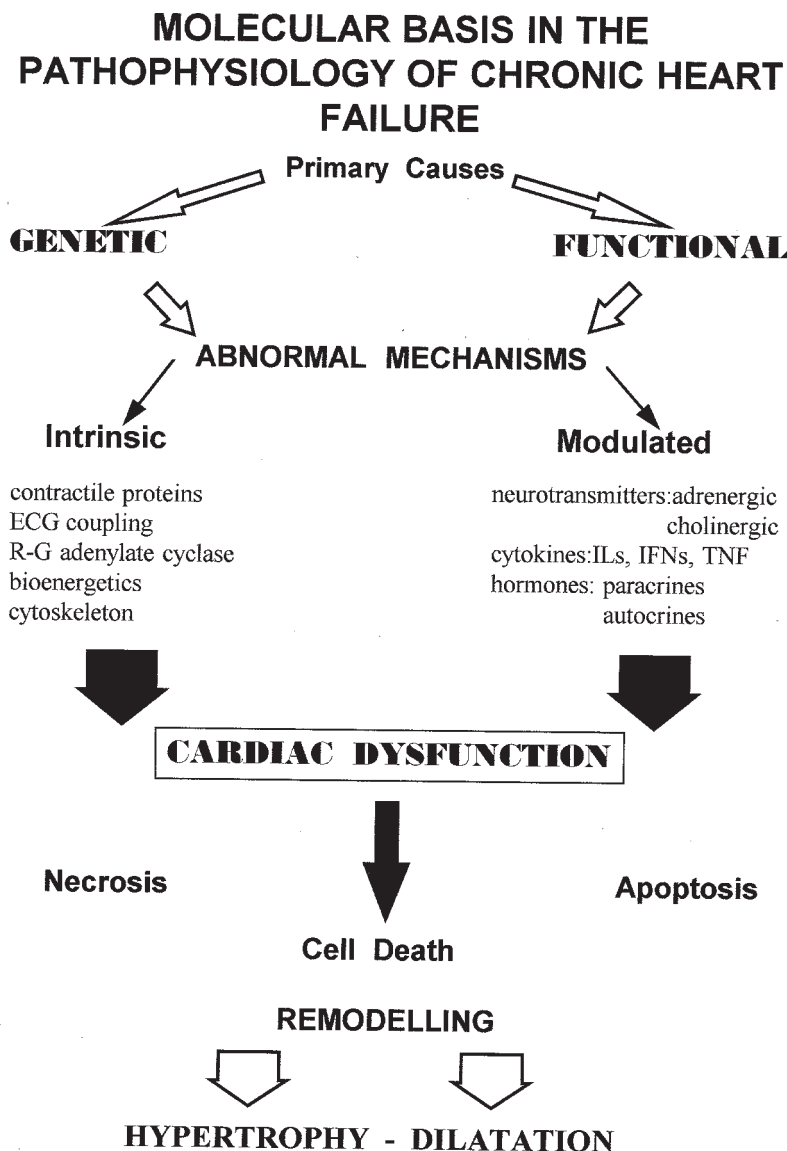 MOLECULAR BASIS IN THE
PATHOPHYSIOLOGY OF CHRONIC HEART
FAILURE
Primary Causes
GENETIC
FUNCTIONAL
ABNORMAL MECHANISMS
Intrinsic
contractile proteins
ECG coupling
R-G adenylate cyclase
bioenergetics
cytoskeleton
Modulated
neurotransmitters:adrenergic
cholinergic
cytokines:ILs, IFNs, TNF
hormones: paracrines
autocrines
CARDIAC DYSFUNCTION
Necrosis
Apoptosis
Cell Death
REMODELLING
HYPERTROPHY - DILATATION